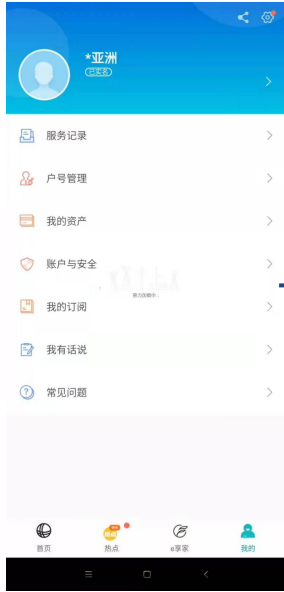 *亚洲
已实名
服务记录
户号管理
我的资产
账户与安全
我的订阅
我有话说
常见问题
首页
热点
e享家
我的